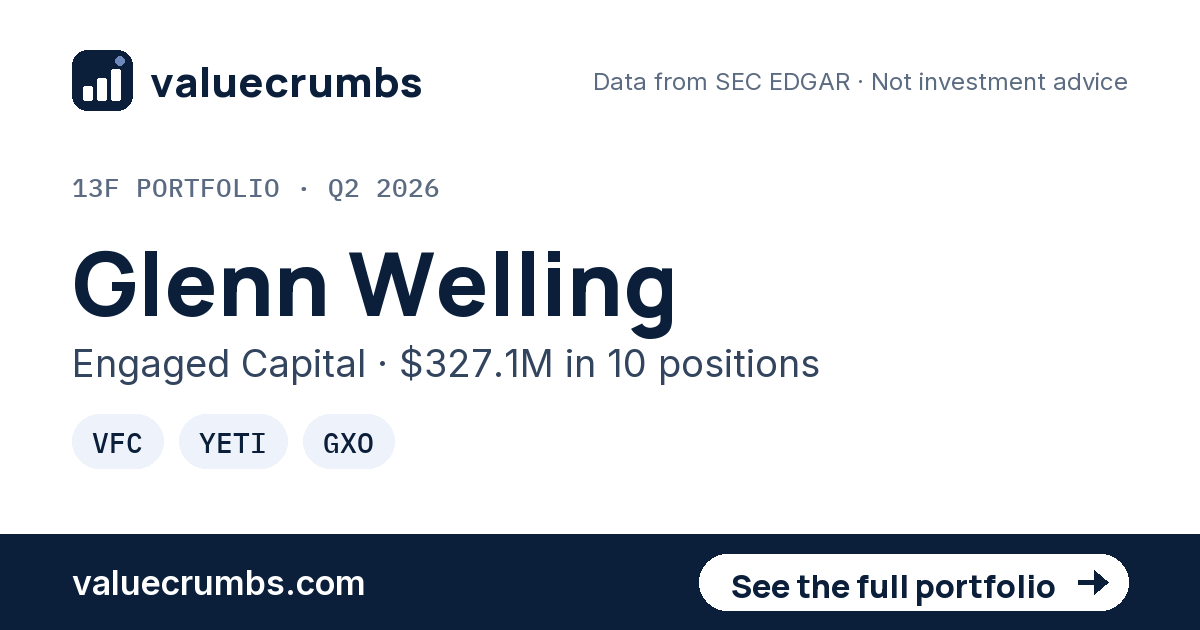 valuecrumbs
Data from SEC EDGAR · Not investment advice
13F PORTFOLIO · Q2 2026
Glenn Welling
Engaged Capital · $327.1M in 10 positions
VFC YETI GXO
valuecrumbs.com
See the full portfolio →